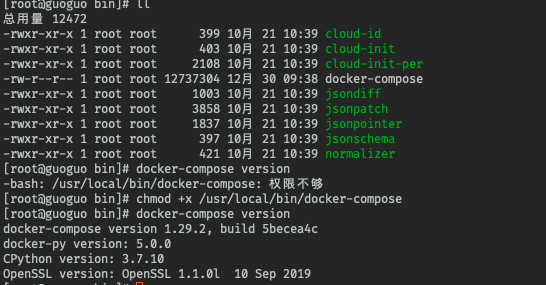 [root@guoguo bin]# ll
总用量 12472
-rwxr-xr-x 1 root root      399 10月 21 10:39 cloud-id
-rwxr-xr-x 1 root root      403 10月 21 10:39 cloud-init
-rwxr-xr-x 1 root root     2108 10月 21 10:39 cloud-init-per
-rw-r--r-- 1 root root 12737304 12月 30 09:38 docker-compose
-rwxr-xr-x 1 root root     1003 10月 21 10:39 jsondiff
-rwxr-xr-x 1 root root     3858 10月 21 10:39 jsonpatch
-rwxr-xr-x 1 root root     1837 10月 21 10:39 jsonpointer
-rwxr-xr-x 1 root root      397 10月 21 10:39 jsonschema
-rwxr-xr-x 1 root root      421 10月 21 10:39 normalizer
[root@guoguo bin]# docker-compose version
-bash: /usr/local/bin/docker-compose: 权限不够
[root@guoguo bin]# chmod +x /usr/local/bin/docker-compose
[root@guoguo bin]# docker-compose version
docker-compose version 1.29.2, build 5becea4c
docker-py version: 5.0.0
CPython version: 3.7.10
OpenSSL version: OpenSSL 1.1.0l  10 Sep 2019
[root@guoguo bin]#